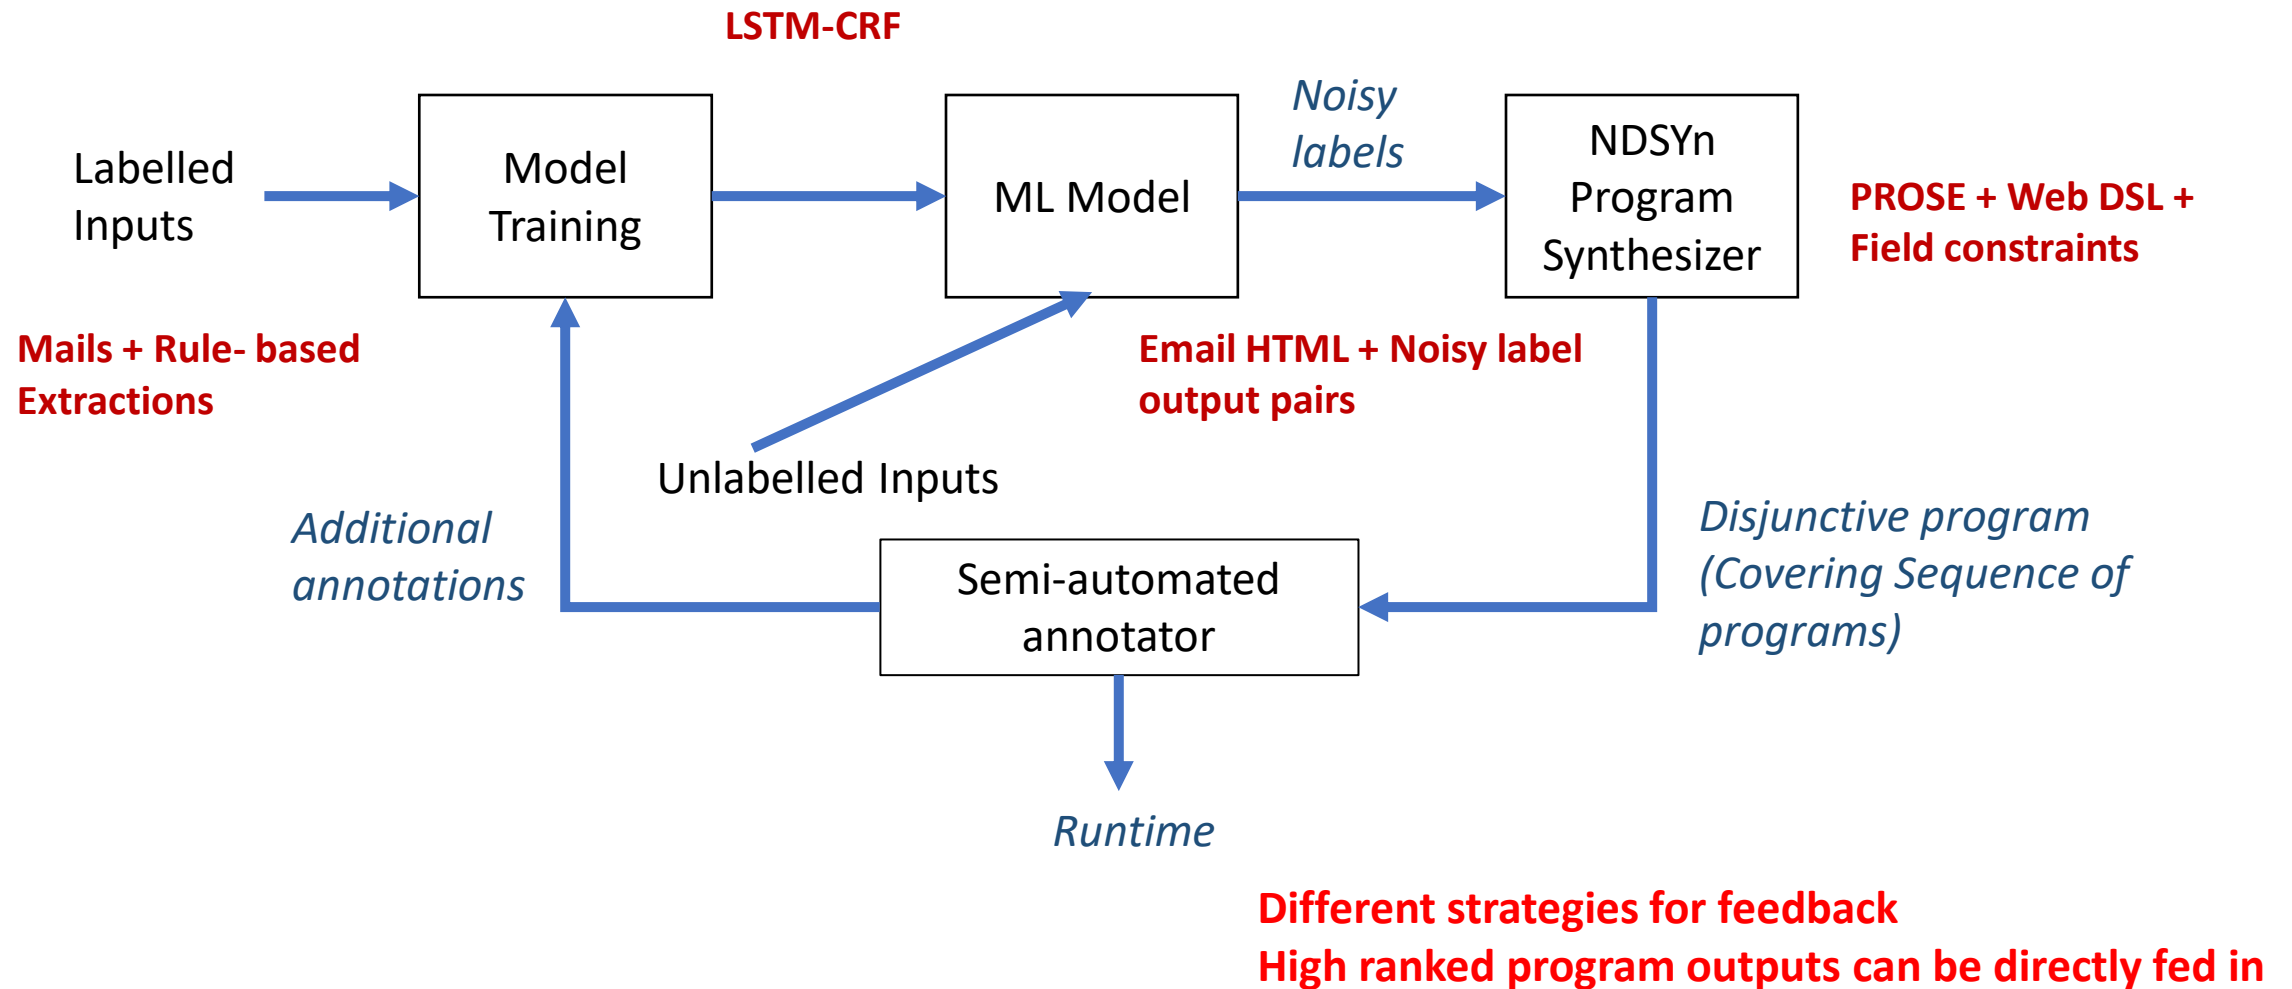 LSTM-CRF
Labelled
Inputs
Model
Training
ML Model
Noisy
labels
NDSYn
Program
Synthesizer
PROSE + Web DSL +
Field constraints
Mails + Rule- based
Extractions
Email HTML + Noisy label
output pairs
Unlabelled Inputs
Additional
annotations
Semi-automated
annotator
Disjunctive program
(Covering Sequence of
programs)
Runtime
Different strategies for feedback
High ranked program outputs can be directly fed in